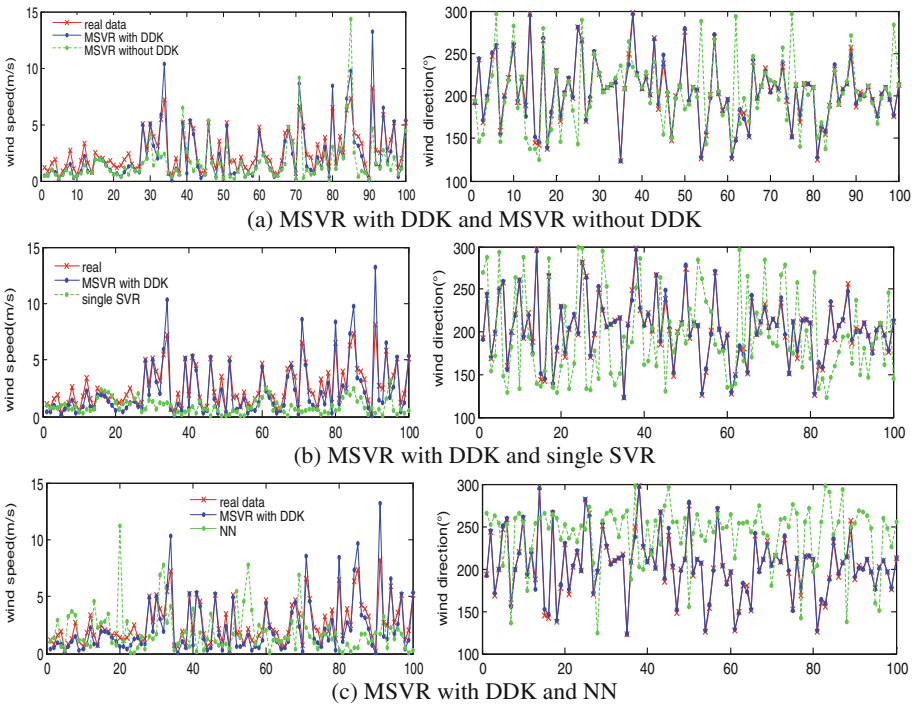 15
10
5
0
wind speed(m/s)
real data
MSVR with DDK
MSVR without DDK
0 10 20 30 40 50 60 70 80 90 100
300
250
200
150
100
wind direction(°)
0 10 20 30 40 50 60 70 80 90 100
(a) MSVR with DDK and MSVR without DDK
15
10
5
0
wind speed(m/s)
real
MSVR with DDK
single SVR
0 20 40 60 80 100
300
250
200
150
100
wind direction(°)
0 10 20 30 40 50 60 70 80 90 100
(b) MSVR with DDK and single SVR
15
10
5
0
wind speed(m/s)
real data
MSVR with DDK
NN
0 20 40 60 80 100
300
250
200
150
100
wind direction(°)
0 20 40 60 80 100
(c) MSVR with DDK and NN